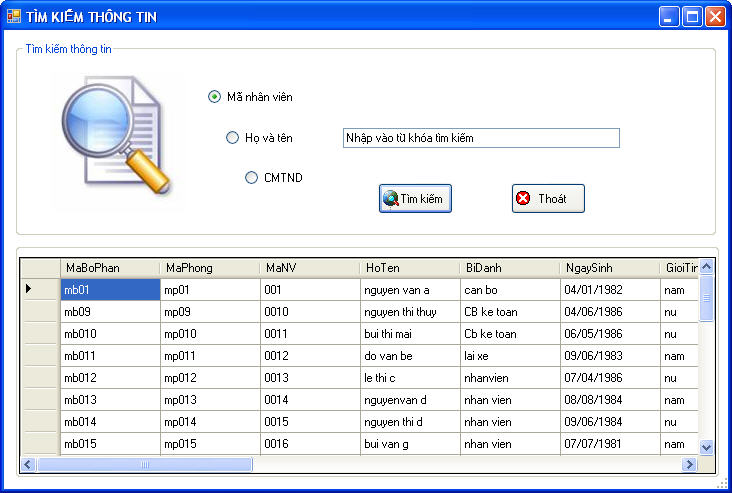 TÌM KIẾM THÔNG TIN
Tìm kiếm thông tin
Mã nhân viên
Họ và tên
Nhập vào từ khóa tìm kiếm
CMTND
Tìm kiếm
Thoát
MaBoPhan MaPhong MaNV HoTen BiDanh NgaySinh GioiTin
mb01 mp01 001 nguyen van a can bo 04/01/1982 nam
mb09 mp09 0010 nguyen thi thuy CB ke toan 04/06/1986 nu
mb010 mp010 0011 bui thi mai Cb ke toan 06/05/1986 nu
mb011 mp011 0012 do van be lai xe 09/06/1983 nam
mb012 mp012 0013 le thi c nhanvien 07/04/1986 nu
mb013 mp013 0014 nguyenvan d nhan vien 08/08/1984 nam
mb014 mp014 0015 nguyen thi d nhan vien 09/06/1984 nu
mb015 mp015 0016 bui van g nhan vien 07/07/1981 nam